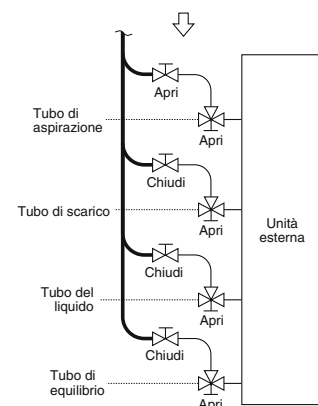 Apri
Tubo di
aspirazione
Apri
Chiudi
Tubo di scarico
Apri
Unità
esterna
Chiudi
Tubo del
liquido
Apri
Chiudi
Tubo di
equilibrio
Apri